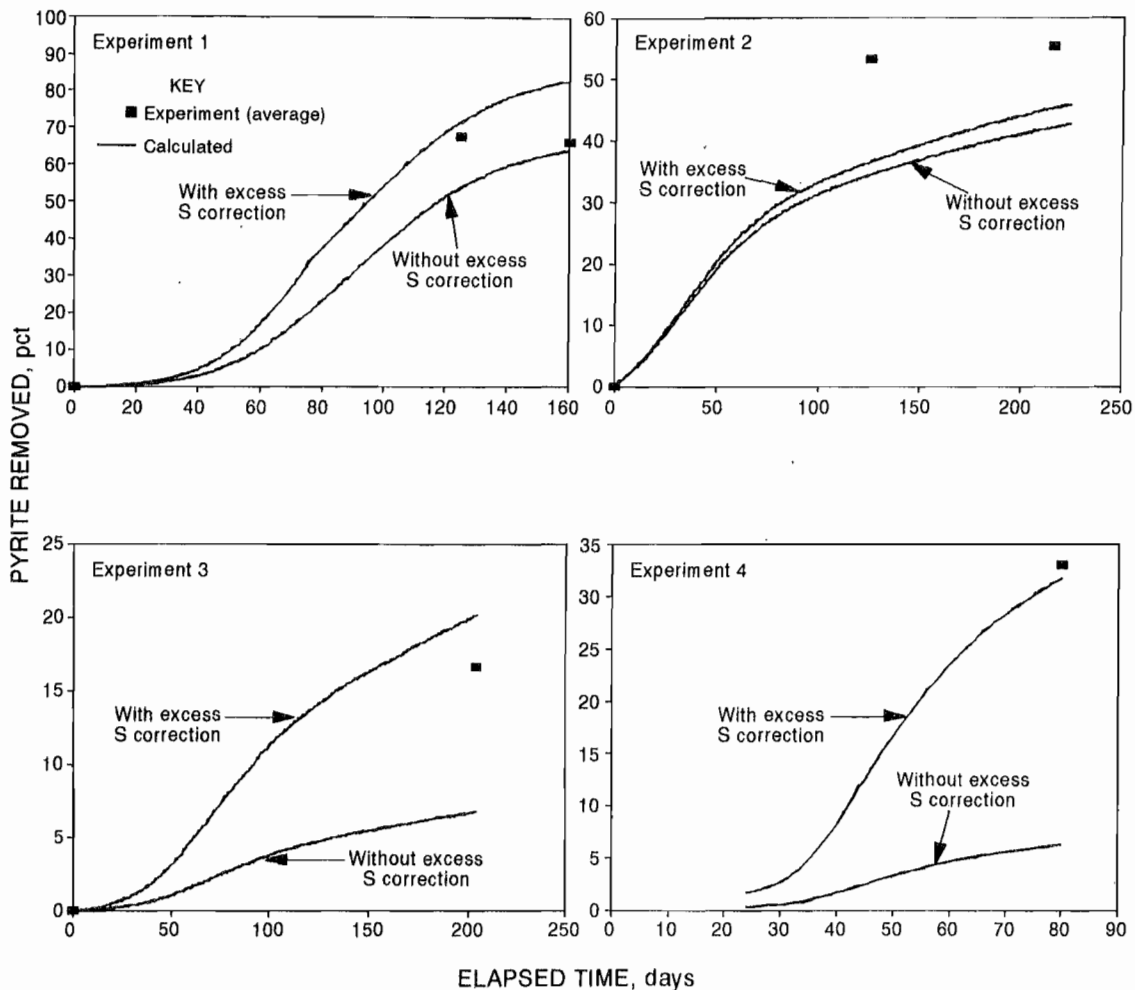 PYRITE REMOVED, pct
Experiment 1
KEY
Experiment (average)
Calculated
With excess
S correction
Without excess
S correction
100
90
80
70
60
50
40
30
20
10
0
0 20 40 60 80 100 120 140 160
Experiment 2
With excess
S correction
Without excess
S correction
60
50
40
30
20
10
0
0 50 100 150 200 250
Experiment 3
With excess
S correction
Without excess
S correction
25
20
15
10
5
0
0 50 100 150 200 250
Experiment 4
With excess
S correction
Without excess
S correction
35
30
25
20
15
10
5
0
10 20 30 40 50 60 70 80 90
ELAPSED TIME, days